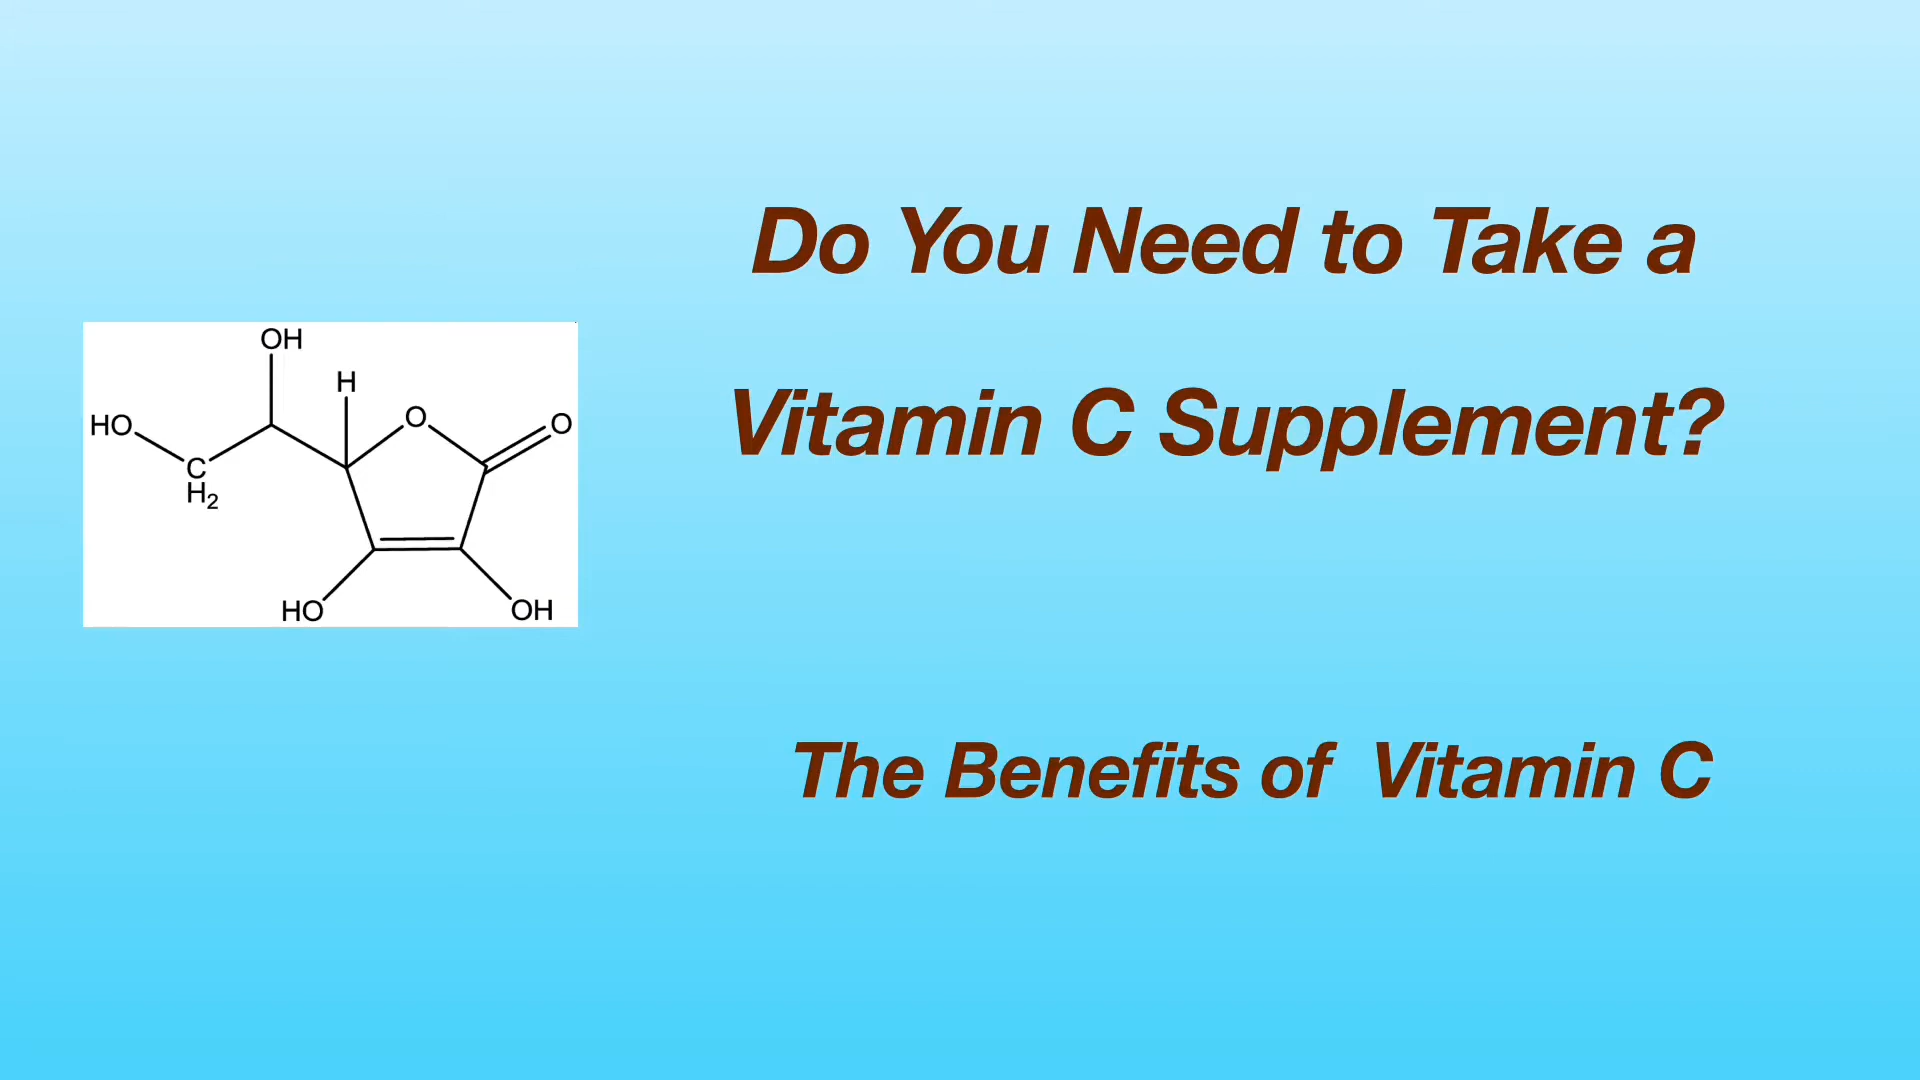 Do You Need to Take a
Vitamin C Supplement?
OH
H
HO
O
O
C
H2
HO
OH
The Benefits of Vitamin C